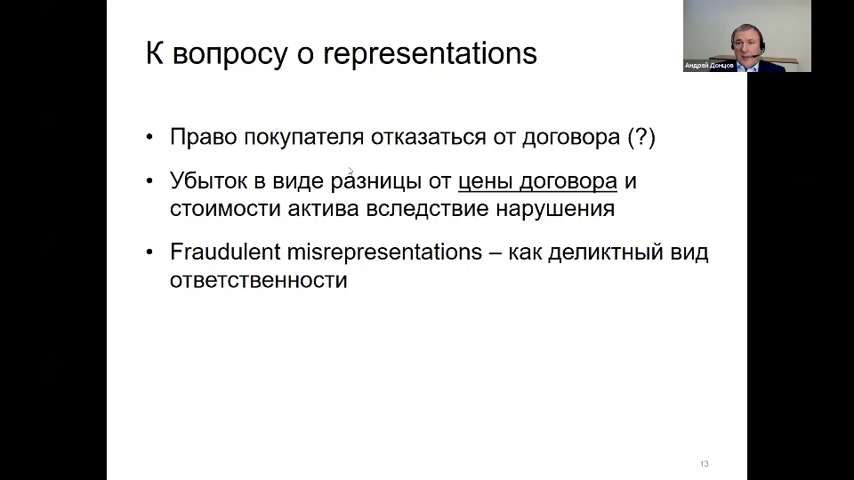 К вопросу о representations
Андрей Донцов
• Право покупателя отказаться от договора (?)
• Убыток в виде разницы от цены договора и
стоимости актива вследствие нарушения
• Fraudulent misrepresentations – как деликтный вид
ответственности
13